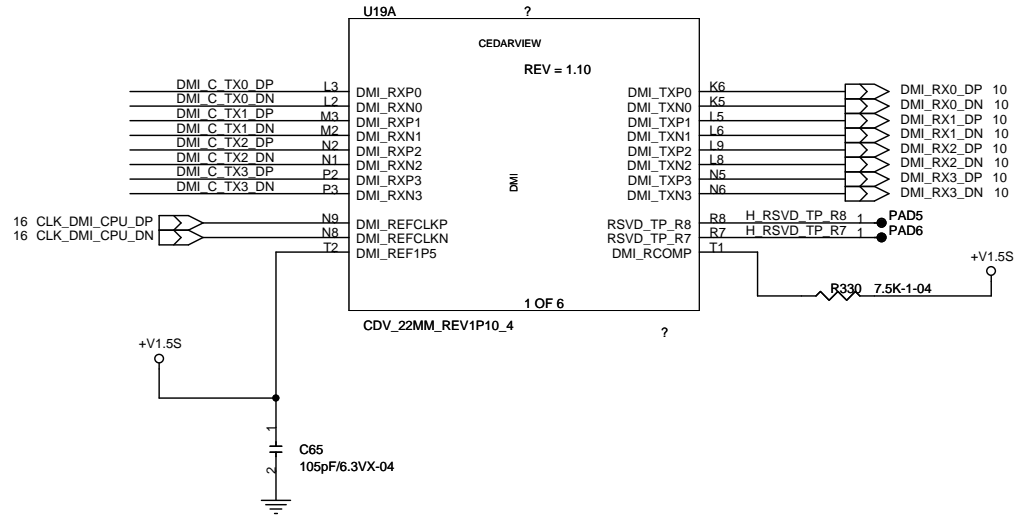 U19A ?
CEDARVIEW
REV = 1.10
DMI_C_TX0_DP L3 DMI_RXP0
DMI_C_TX0_DN L2 DMI_RXN0
DMI_C_TX1_DP M3 DMI_RXP1
DMI_C_TX1_DN M2 DMI_RXN1
DMI_C_TX2_DP N2 DMI_RXP2
DMI_C_TX2_DN N1 DMI_RXN2
DMI_C_TX3_DP P2 DMI_RXP3
DMI_C_TX3_DN P3 DMI_RXN3
16 CLK_DMI_CPU_DP N9 DMI_REFCLKP
16 CLK_DMI_CPU_DN N8 DMI_REFCLKN
T2 DMI_REF1P5
DMI
DMI_TXP0 K6 DMI_RX0_DP 10
DMI_TXN0 K5 DMI_RX0_DN 10
DMI_TXP1 L5 DMI_RX1_DP 10
DMI_TXN1 L6 DMI_RX1_DN 10
DMI_TXP2 L9 DMI_RX2_DP 10
DMI_TXN2 L8 DMI_RX2_DN 10
DMI_TXP3 N5 DMI_RX3_DP 10
DMI_TXN3 N6 DMI_RX3_DN 10
RSVD_TP_R8 R8 H_RSVD_TP_R8 1 PAD5
RSVD_TP_R7 R7 H_RSVD_TP_R7 1 PAD6
DMI_RCOMP T1
+V1.5S
R330 7.5K-1-04
1 OF 6
CDV_22MM_REV1P10_4 ?
+V1.5S
1
C65
105pF/6.3VX-04
2